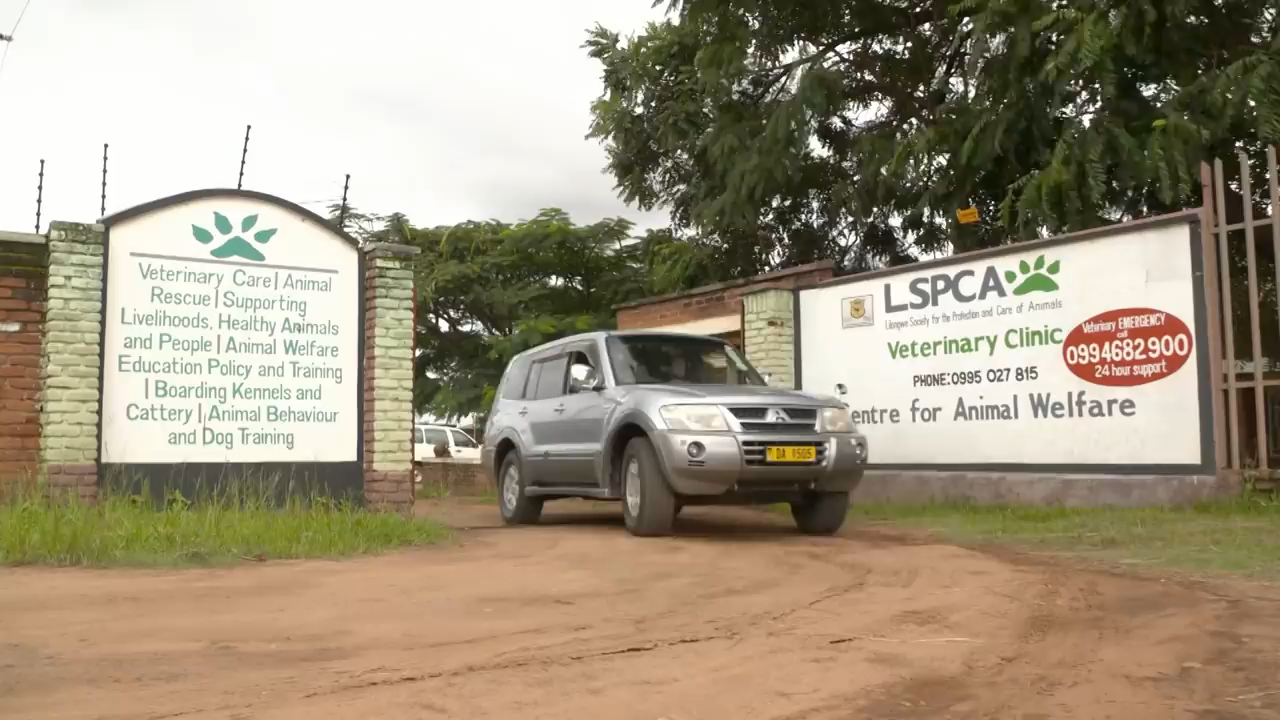 Veterinary Care | Animal
Rescue | Supporting
Livelihoods, Healthy Animals
and People | Animal Welfare
Education Policy and Training
| Boarding Kennels and
Cattery | Animal Behaviour
and Dog Training
LSPCA
Lilongwe Society for the Protection and Care of Animals
Veterinary Clinic
PHONE: 0995 027 815
entre for Animal Welfare
Veterinary EMERGENCY
call
0994682900
24 hour support
DA 1505